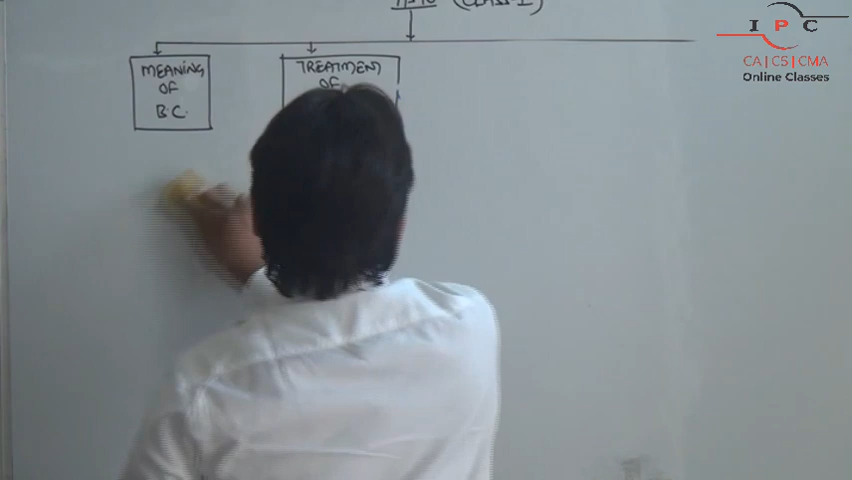 (CLASS-I)
I P C
CA|CS|CMA
Online Classes
MEANING
OF
B.C.
TREATMENT
OF